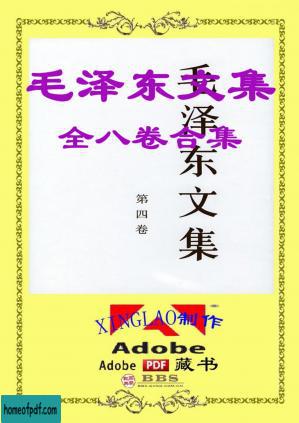 毛泽东文集
全八卷合集
毛泽东文集
第四卷
XINGLAO制作
Adobe
Adobe PDF 藏书
BBS
homeofpdf.com